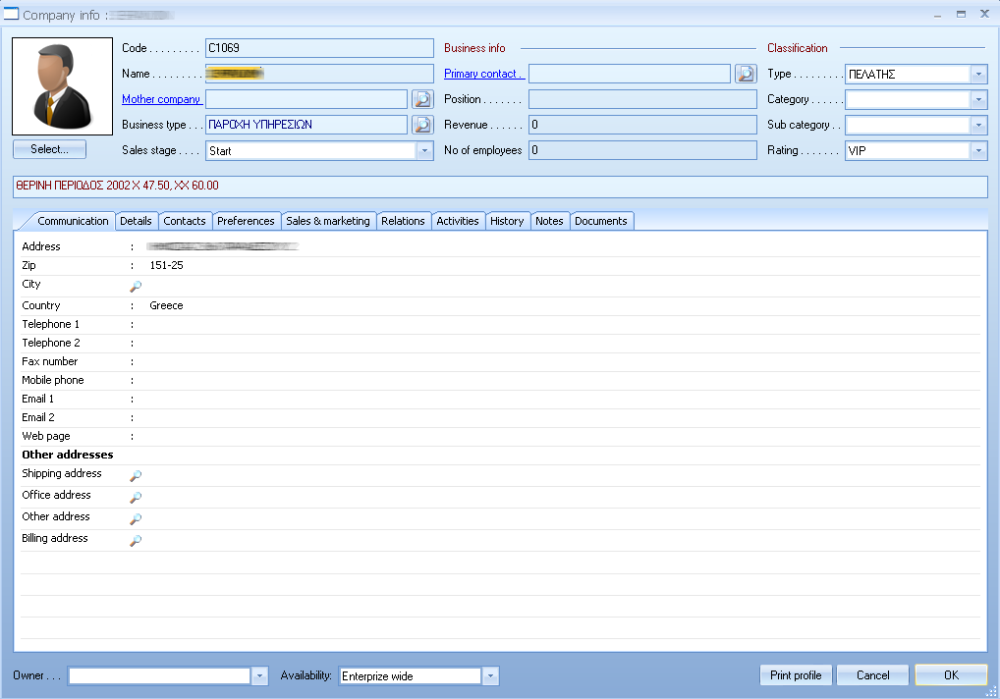 Company info :
Code . . . . . . . . . C1069
Name . . . . . . . . .
Mother company
Business type . . . ΠΑΡΟΧΗ ΥΠΗΡΕΣΙΩΝ
Select...
Sales stage . . . . Start
Business info
Primary contact . .
Position . . . . . . .
Revenue . . . . . . 0
No of employees 0
Classification
Type . . . . . . . . ΠΕΛΑΤΗΣ
Category . . . . . .
Sub category . .
Rating . . . . . . . VIP
ΘΕΡΙΝΗ ΠΕΡΙΟΔΟΣ 2002 Χ 47.50, ΧΧ 60.00
Communication Details Contacts Preferences Sales & marketing Relations Activities History Notes Documents
Address :
Zip : 151-25
City
Country : Greece
Telephone 1 :
Telephone 2 :
Fax number :
Mobile phone :
Email 1 :
Email 2 :
Web page :
Other addresses
Shipping address
Office address
Other address
Billing address
Owner . . . Availability: Enterprize wide Print profile Cancel OK